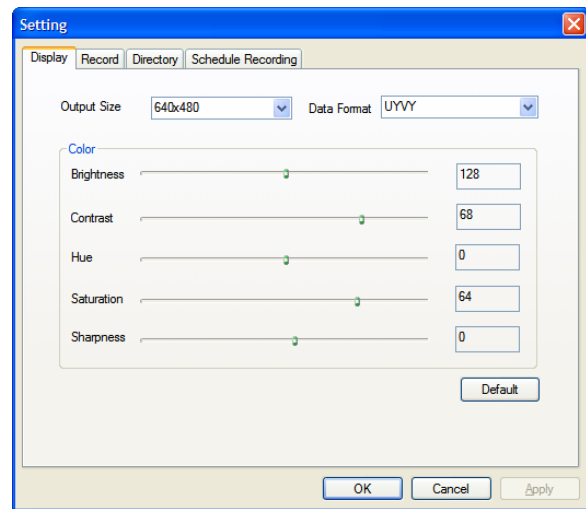 Setting
Display Record Directory Schedule Recording
Output Size 640x480 Data Format UYVY
Color
Brightness 128
Contrast 68
Hue 0
Saturation 64
Sharpness 0
Default
OK Cancel Apply